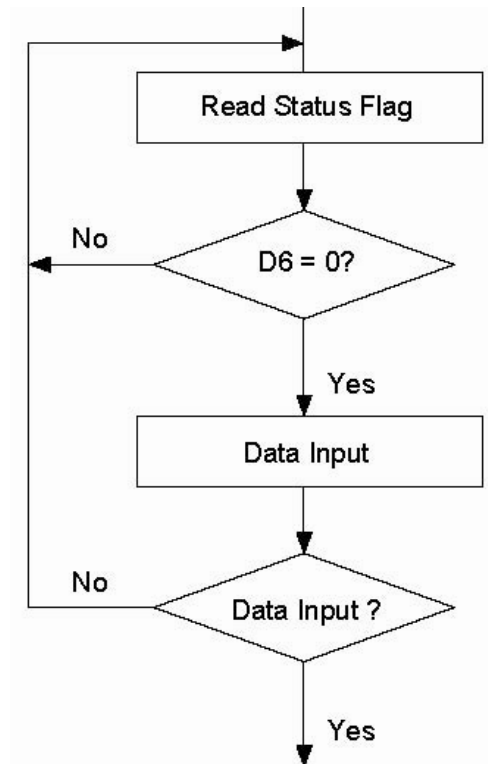 Read Status Flag
No
D6 = 0?
Yes
Data Input
No
Data Input ?
Yes